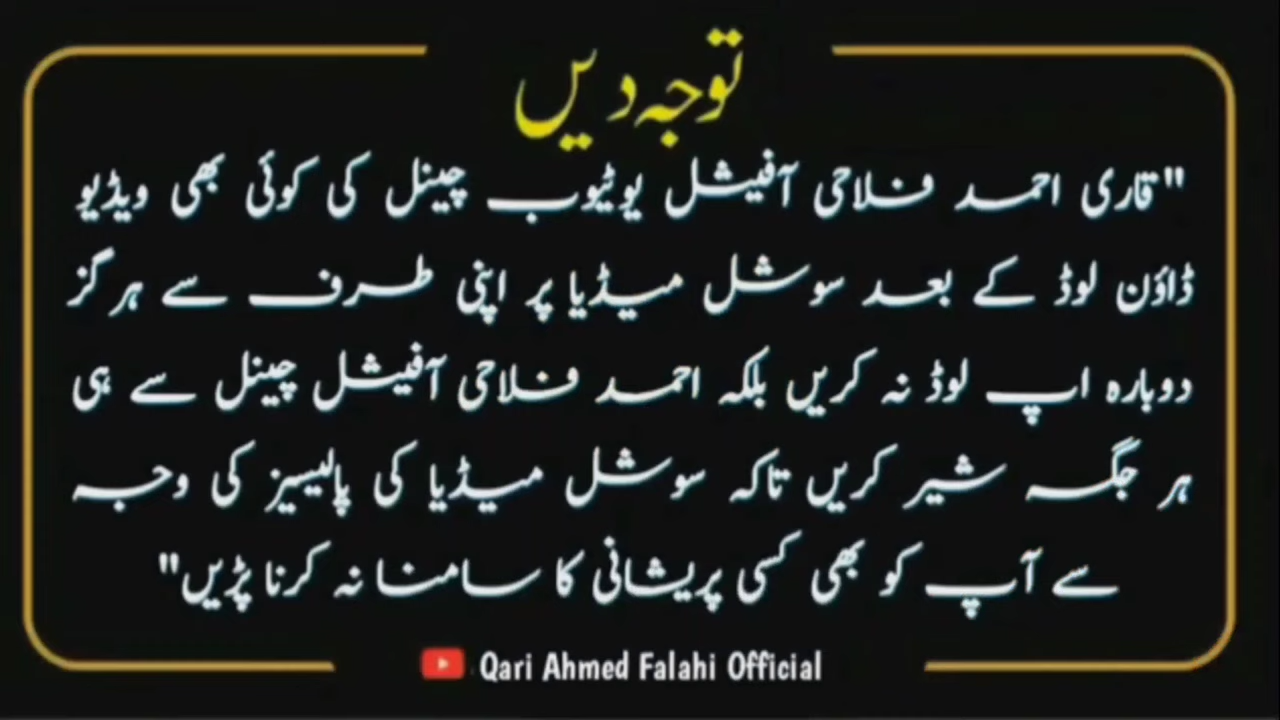 توجہ دیں
"قاری احمد فلاحی آفیشل یوٹیوب چینل کی کوئی بھی ویڈیو
ڈاؤن لوڈ کے بعد سوشل میڈیا پر اپنی طرف سے ہرگز
دوبارہ اپ لوڈ نہ کریں بلکہ احمد فلاحی آفیشل چینل سے ہی
ہر جگہ شیر کریں تاکہ سوشل میڈیا کی پالیسیز کی وجہ
سے آپ کو بھی کسی پریشانی کا سامنا نہ کرنا پڑیں"
Qari Ahmed Falahi Official